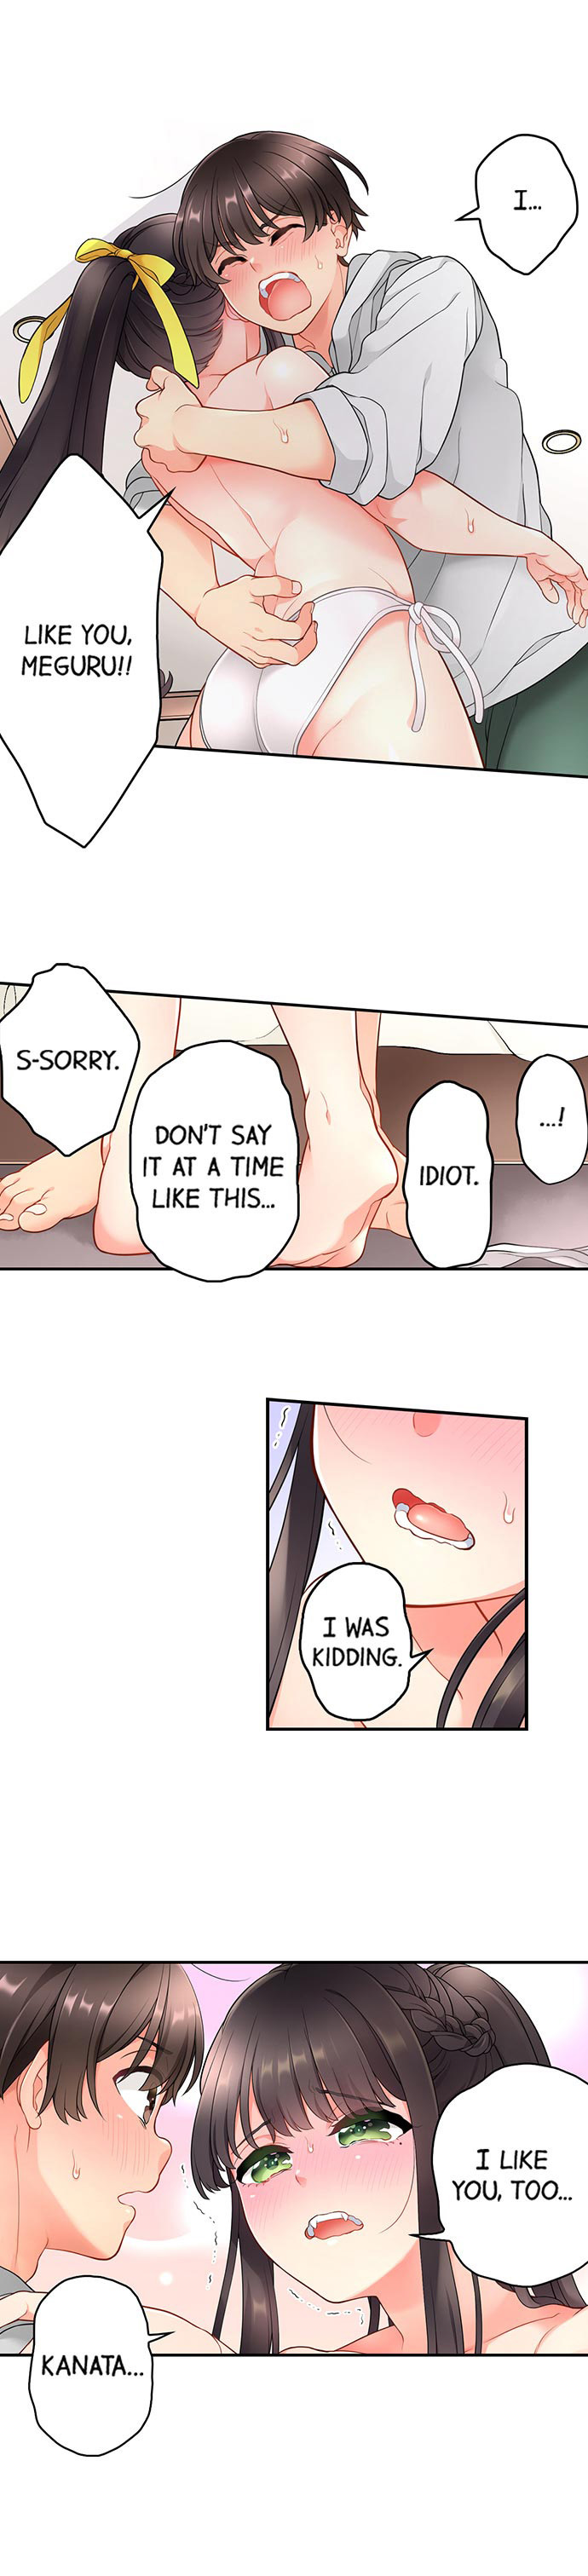 I...
LIKE YOU,
MEGURU!!
...!
IDIOT.
DON'T SAY
IT AT A TIME
LIKE THIS...
S-SORRY.
I WAS
KIDDING.
I LIKE
YOU, TOO...
KANATA...